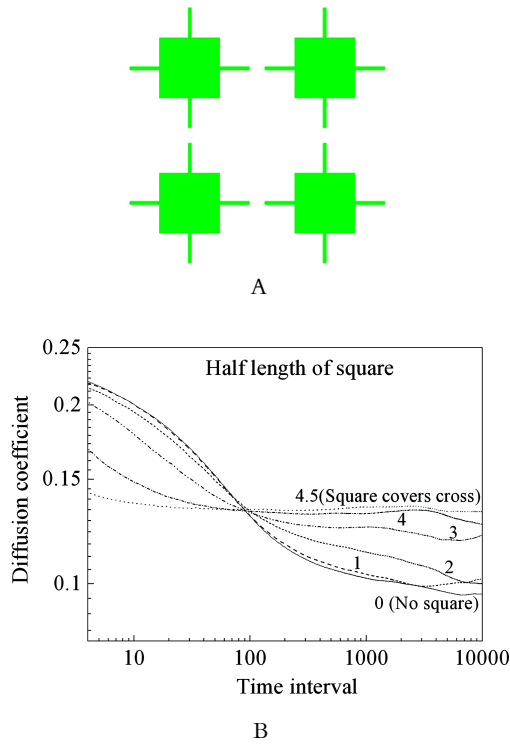 A
0.25
Half length of square
0.2
Diffusion coefficient
0.15
4.5(Square covers cross)
4
3
2
1
0.1
0 (No square)
10
100
1000
10000
Time interval
B